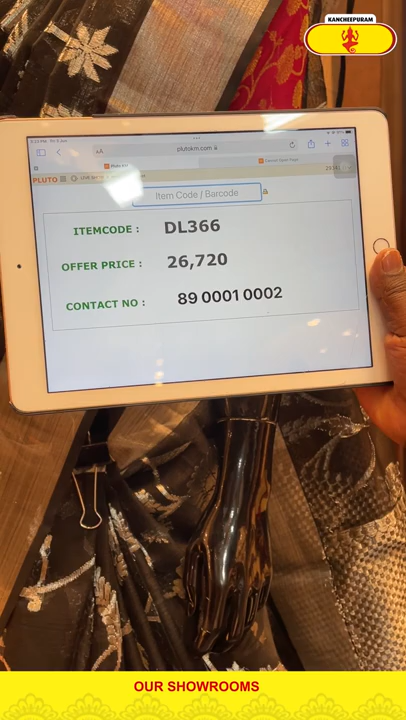 KANCHEEPURAM
plutokm.com
PLUTO
Item Code / Barcode
ITEMCODE : DL366
OFFER PRICE : 26,720
CONTACT NO : 89 0001 0002
OUR SHOWROOMS